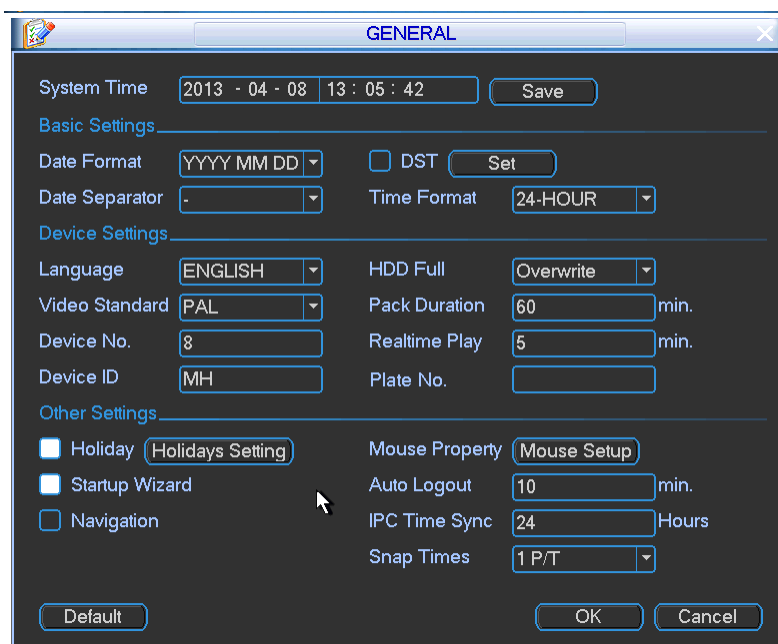 GENERAL
System Time 2013 - 04 - 08 13 : 05 : 42 Save
Basic Settings
Date Format YYYY MM DD DST Set
Date Separator - Time Format 24-HOUR
Device Settings
Language ENGLISH HDD Full Overwrite
Video Standard PAL Pack Duration 60 min.
Device No. 8 Realtime Play 5 min.
Device ID MH Plate No.
Other Settings
Holiday Holidays Setting Mouse Property Mouse Setup
Startup Wizard Auto Logout 10 min.
Navigation IPC Time Sync 24 Hours
Snap Times 1 P/T
Default OK Cancel